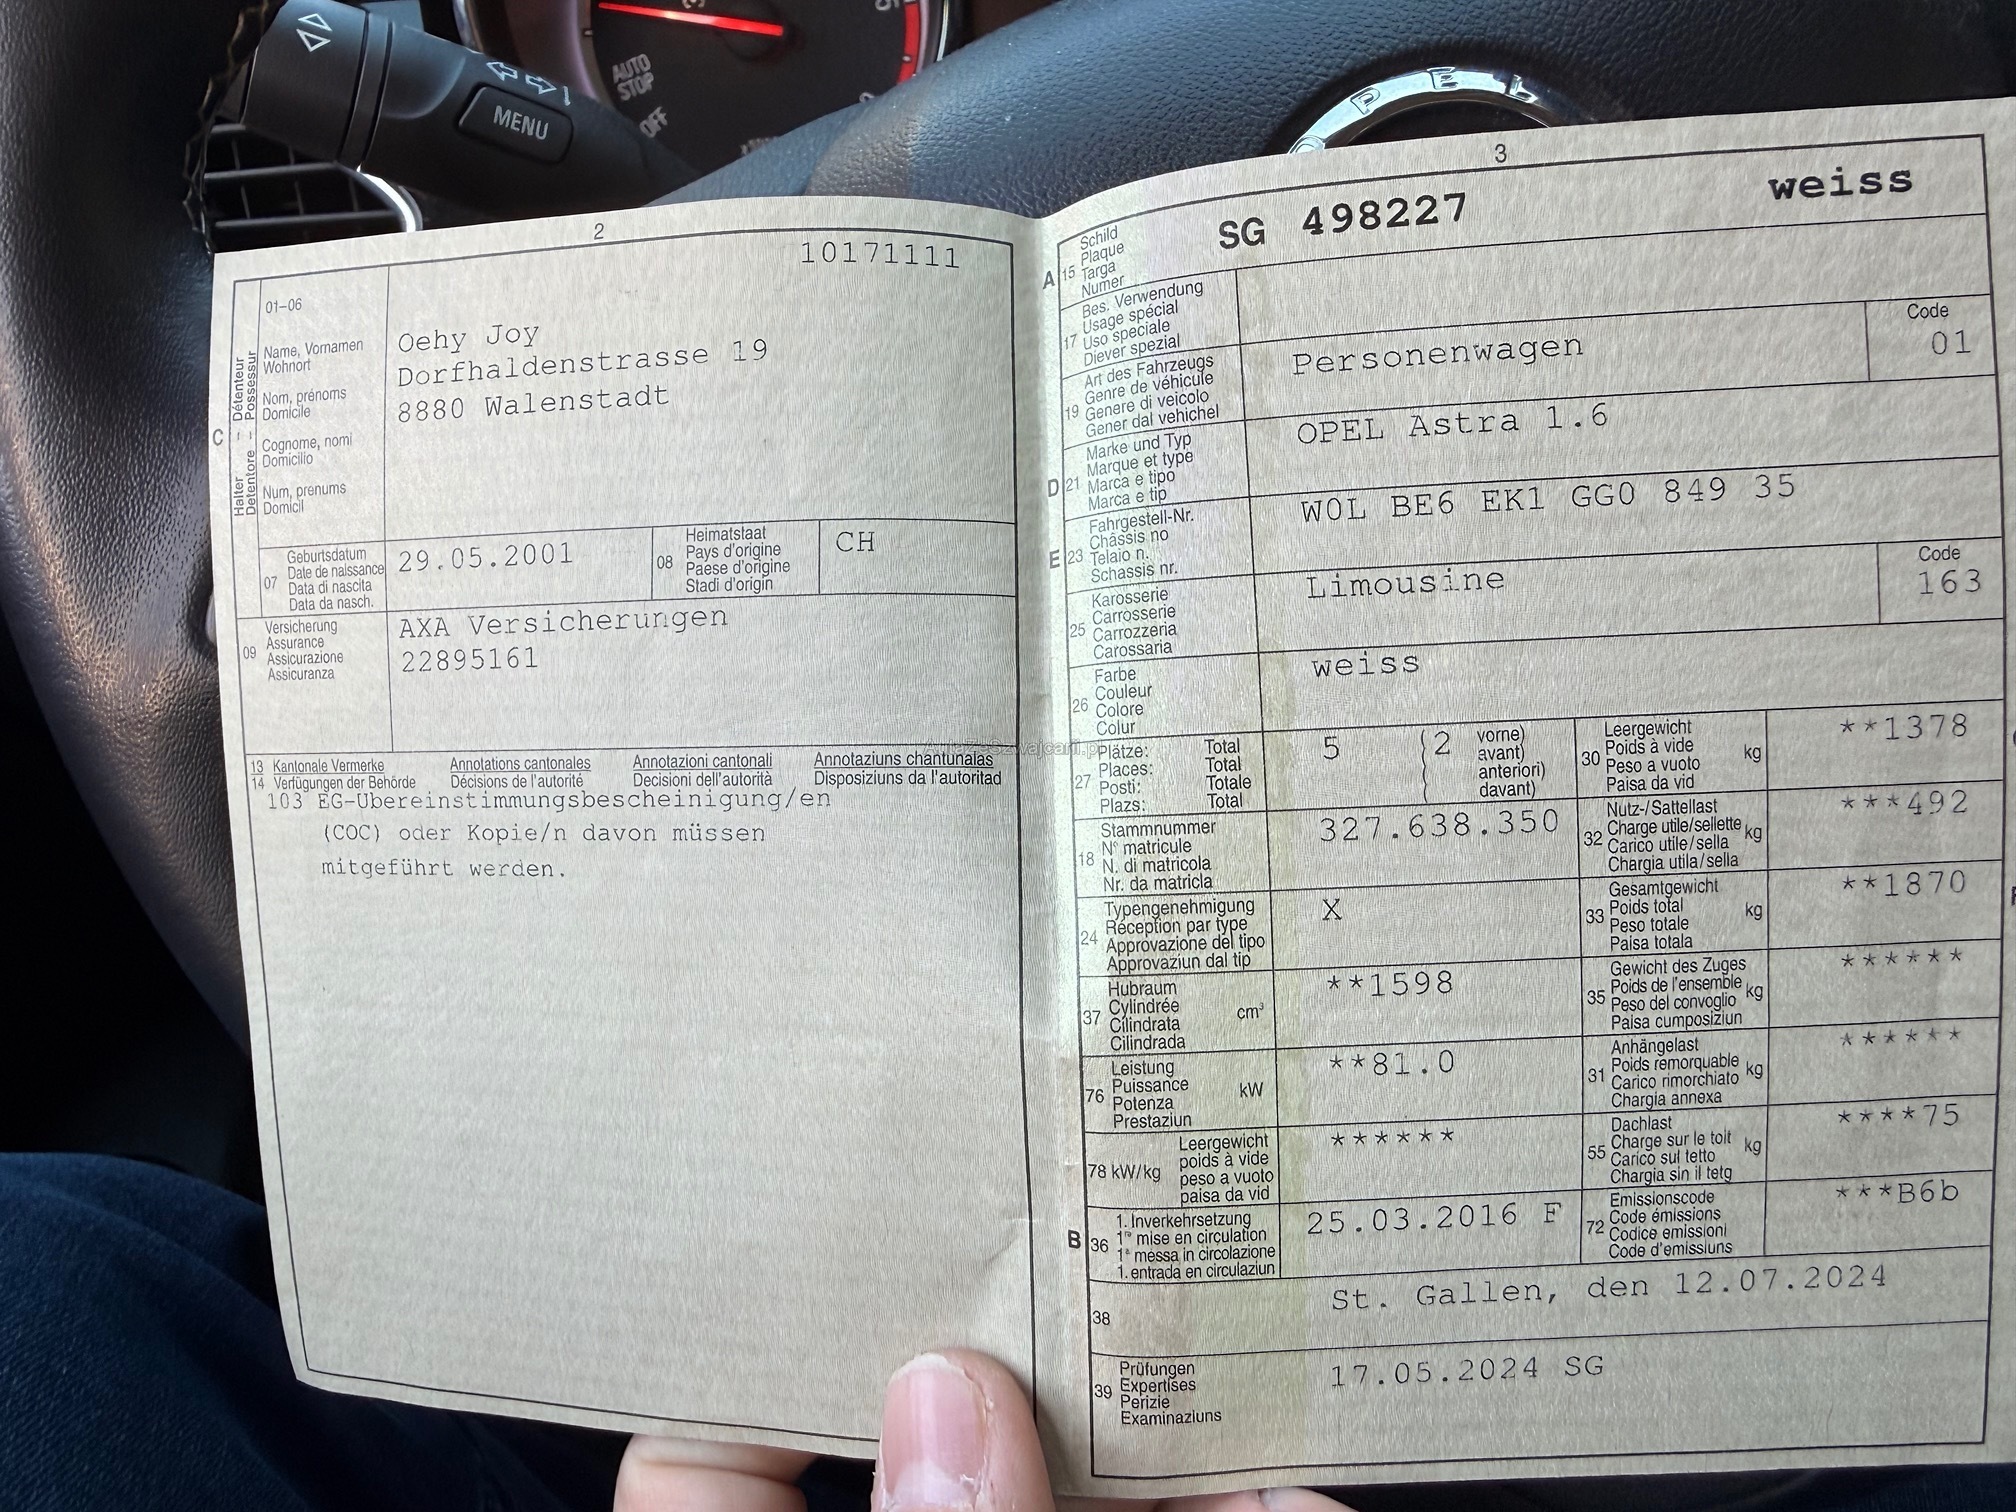 AUTO
STOP
OFF
MENU
OPEL
2
10171111
01–06
C
Halter – Détenteur
Detentore – Possessur
Name, Vornamen
Wohnort
Nom, prénoms
Domicile
Cognome, nomi
Domicilio
Num, prenums
Domicil
Oehy Joy
Dorfhaldenstrasse 19
8880 Walenstadt
07
Geburtsdatum
Date de naissance
Data di nascita
Data da nasch.
29.05.2001
08
Heimatstaat
Pays d'origine
Paese d'origine
Stadi d'origin
CH
09
Versicherung
Assurance
Assicurazione
Assicuranza
AXA Versicherungen
22895161
13 Kantonale Vermerke Annotations cantonales Annotazioni cantonali Annotaziuns chantunalas
14 Verfügungen der Behörde Décisions de l'autorité Decisioni dell'autorità Disposiziuns da l'autoritad
103 EG-Übereinstimmungsbescheinigung/en
(COC) oder Kopie/n davon müssen
mitgeführt werden.
3
A 15
Schild
Plaque
Targa
Numer
SG 498227 weiss
17
Bes. Verwendung
Usage spécial
Uso speciale
Diever spezial
19
Art des Fahrzeugs
Genre de véhicule
Genere di veicolo
Gener dal vehichel
Personenwagen
Code
01
D 21
Marke und Typ
Marque et type
Marca e tipo
Marca e tip
OPEL Astra 1.6
E 23
Fahrgestell-Nr.
Châssis no
Telaio n.
Schassis nr.
W0L BE6 EK1 GG0 849 35
25
Karosserie
Carrosserie
Carrozzeria
Carossaria
Limousine
Code
163
26
Farbe
Couleur
Colore
Colur
weiss
27
Plätze: Total
Places: Total
Posti: Totale
Plazs: Total
5 (2
vorne)
avant)
anteriori)
davant)
30
Leergewicht
Poids à vide
Peso a vuoto
Paisa da vid
kg
**1378
18
Stammnummer
N° matricule
N. di matricola
Nr. da matricla
327.638.350
32
Nutz-/Sattellast
Charge utile/sellette
Carico utile/sella
Chargia utila/sella
kg
***492
24
Typengenehmigung
Réception par type
Approvazione del tipo
Approvaziun dal tip
X
33
Gesamtgewicht
Poids total
Peso totale
Paisa totala
kg
**1870
37
Hubraum
Cylindrée
Cilindrata
Cilindrada
cm³
**1598
35
Gewicht des Zuges
Poids de l'ensemble
Peso del convoglio
Paisa cumposiziun
kg
******
76
Leistung
Puissance
Potenza
Prestaziun
kW
**81.0
31
Anhängelast
Poids remorquable
Carico rimorchiato
Chargia annexa
kg
******
78 kW/kg
Leergewicht
poids à vide
peso a vuoto
paisa da vid
******
55
Dachlast
Charge sur le toit
Carico sul tetto
Chargia sin il tetg
kg
****75
B 36
1. Inverkehrsetzung
1re mise en circulation
1a messa in circolazione
1. entrada en circulaziun
25.03.2016 F
72
Emissionscode
Code émissions
Codice emissioni
Code d'emissiuns
***B6b
38
St. Gallen, den 12.07.2024
39
Prüfungen
Expertises
Perizie
Examinaziuns
17.05.2024 SG